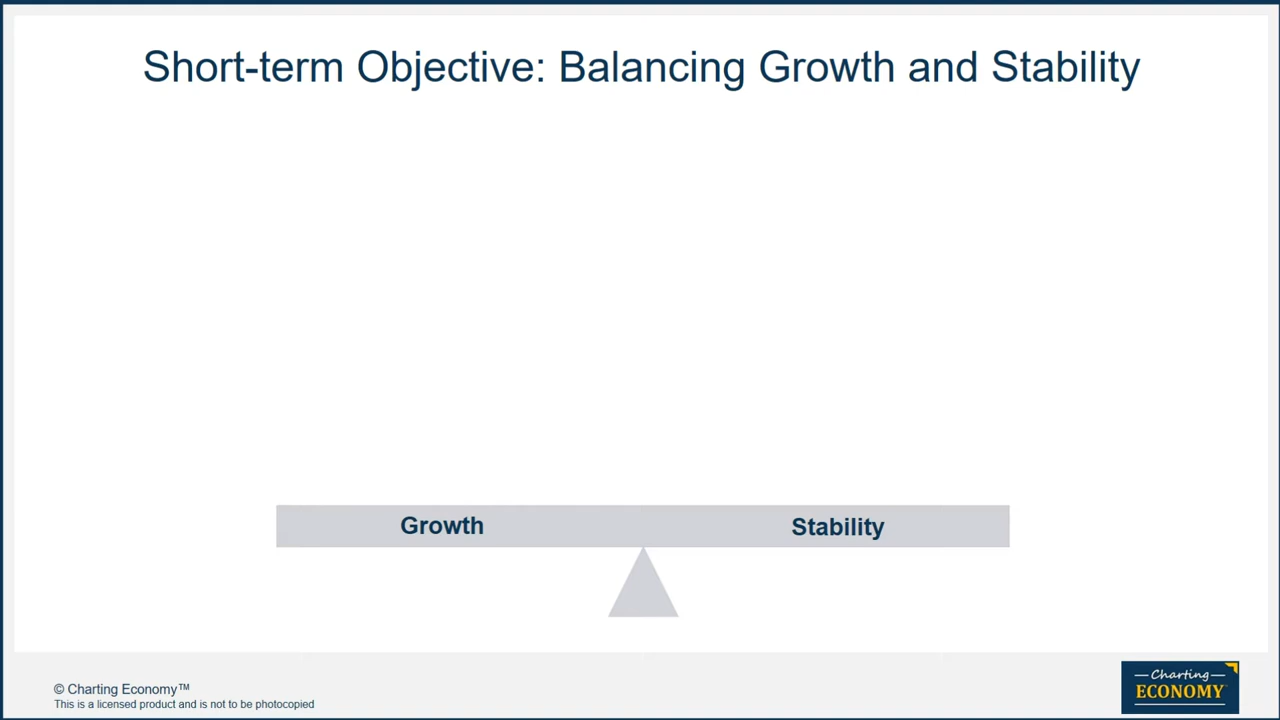 Short-term Objective: Balancing Growth and Stability
Growth
Stability
© Charting Economy™
This is a licensed product and is not to be photocopied
Charting
ECONOMY